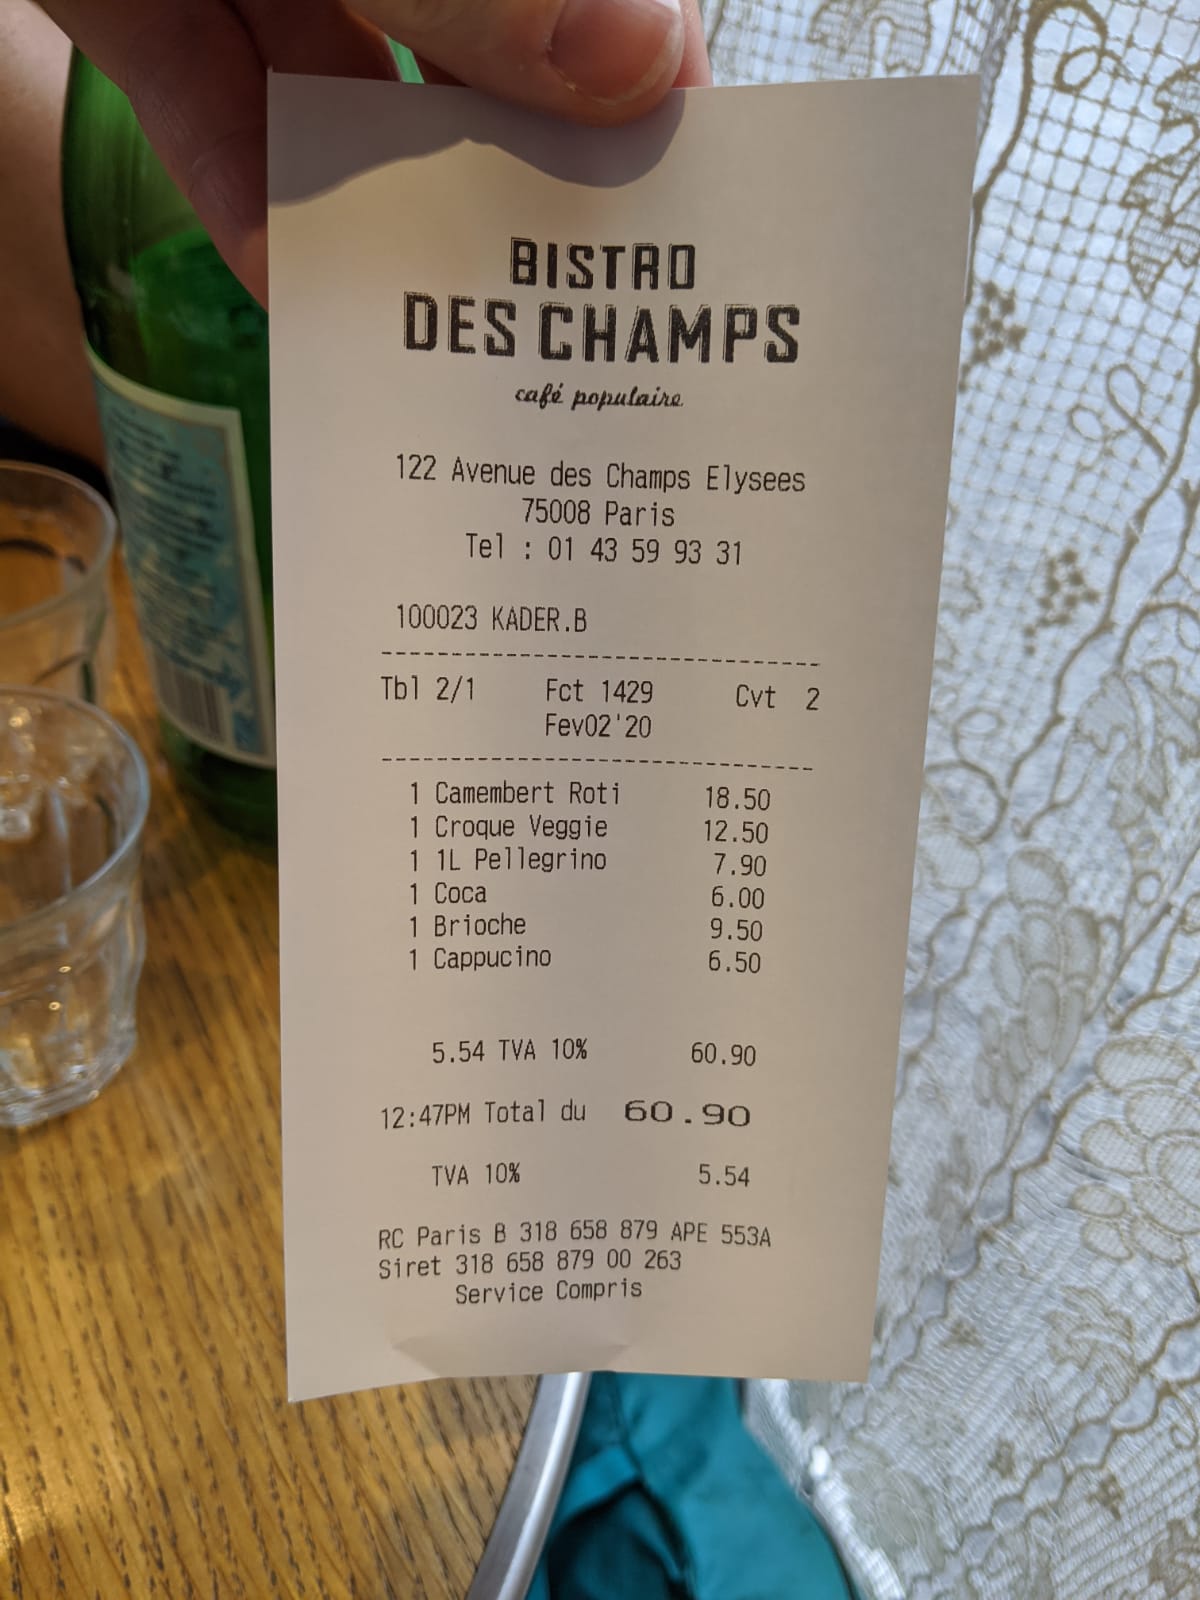 BISTRO
DES CHAMPS
café populaire
122 Avenue des Champs Elysees
75008 Paris
Tel : 01 43 59 93 31
100023 KADER.B
Tbl 2/1 Fct 1429 Cvt 2
Fev02'20
1 Camembert Roti 18.50
1 Croque Veggie 12.50
1 1L Pellegrino 7.90
1 Coca 6.00
1 Brioche 9.50
1 Cappucino 6.50
5.54 TVA 10% 60.90
12:47PM Total du 60.90
TVA 10% 5.54
RC Paris B 318 658 879 APE 553A
Siret 318 658 879 00 263
Service Compris